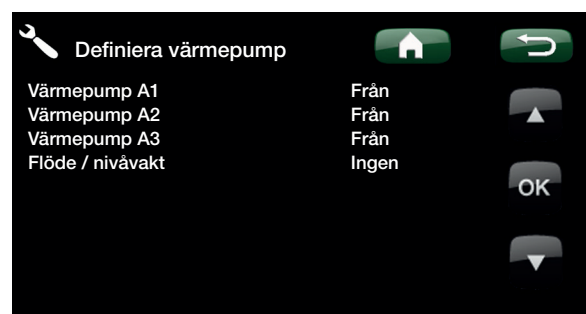 Definiera värmepump
Värmepump A1 Från
Värmepump A2 Från
Värmepump A3 Från
Flöde / nivåvakt Ingen
OK